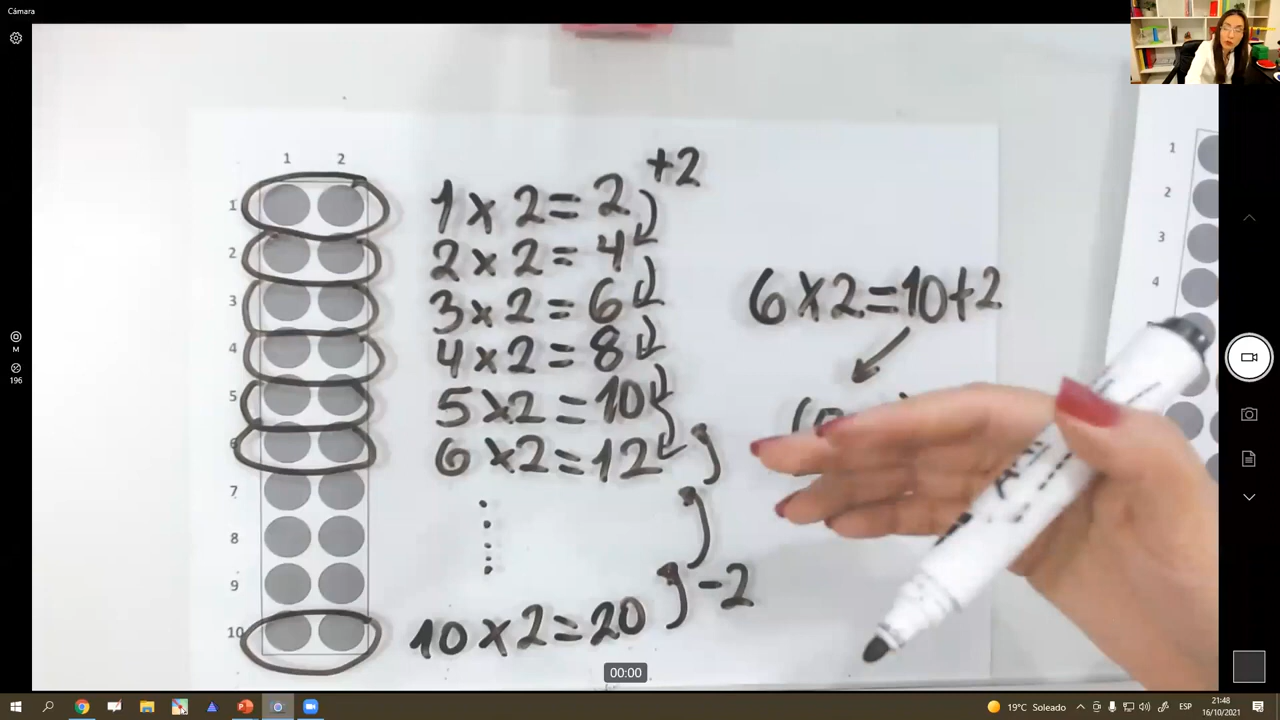 Cámara
1 2
1
2
3
4
5
6
7
8
9
10
1 x 2 = 2
+2
2 x 2 = 4
3 x 2 = 6
4 x 2 = 8
5 x 2 = 10
6 x 2 = 12
10 x 2 = 20
-2
6 x 2 = 10+2
1
2
3
4
M
196
00:00
19°C Soleado
ESP
21:48
16/10/2021